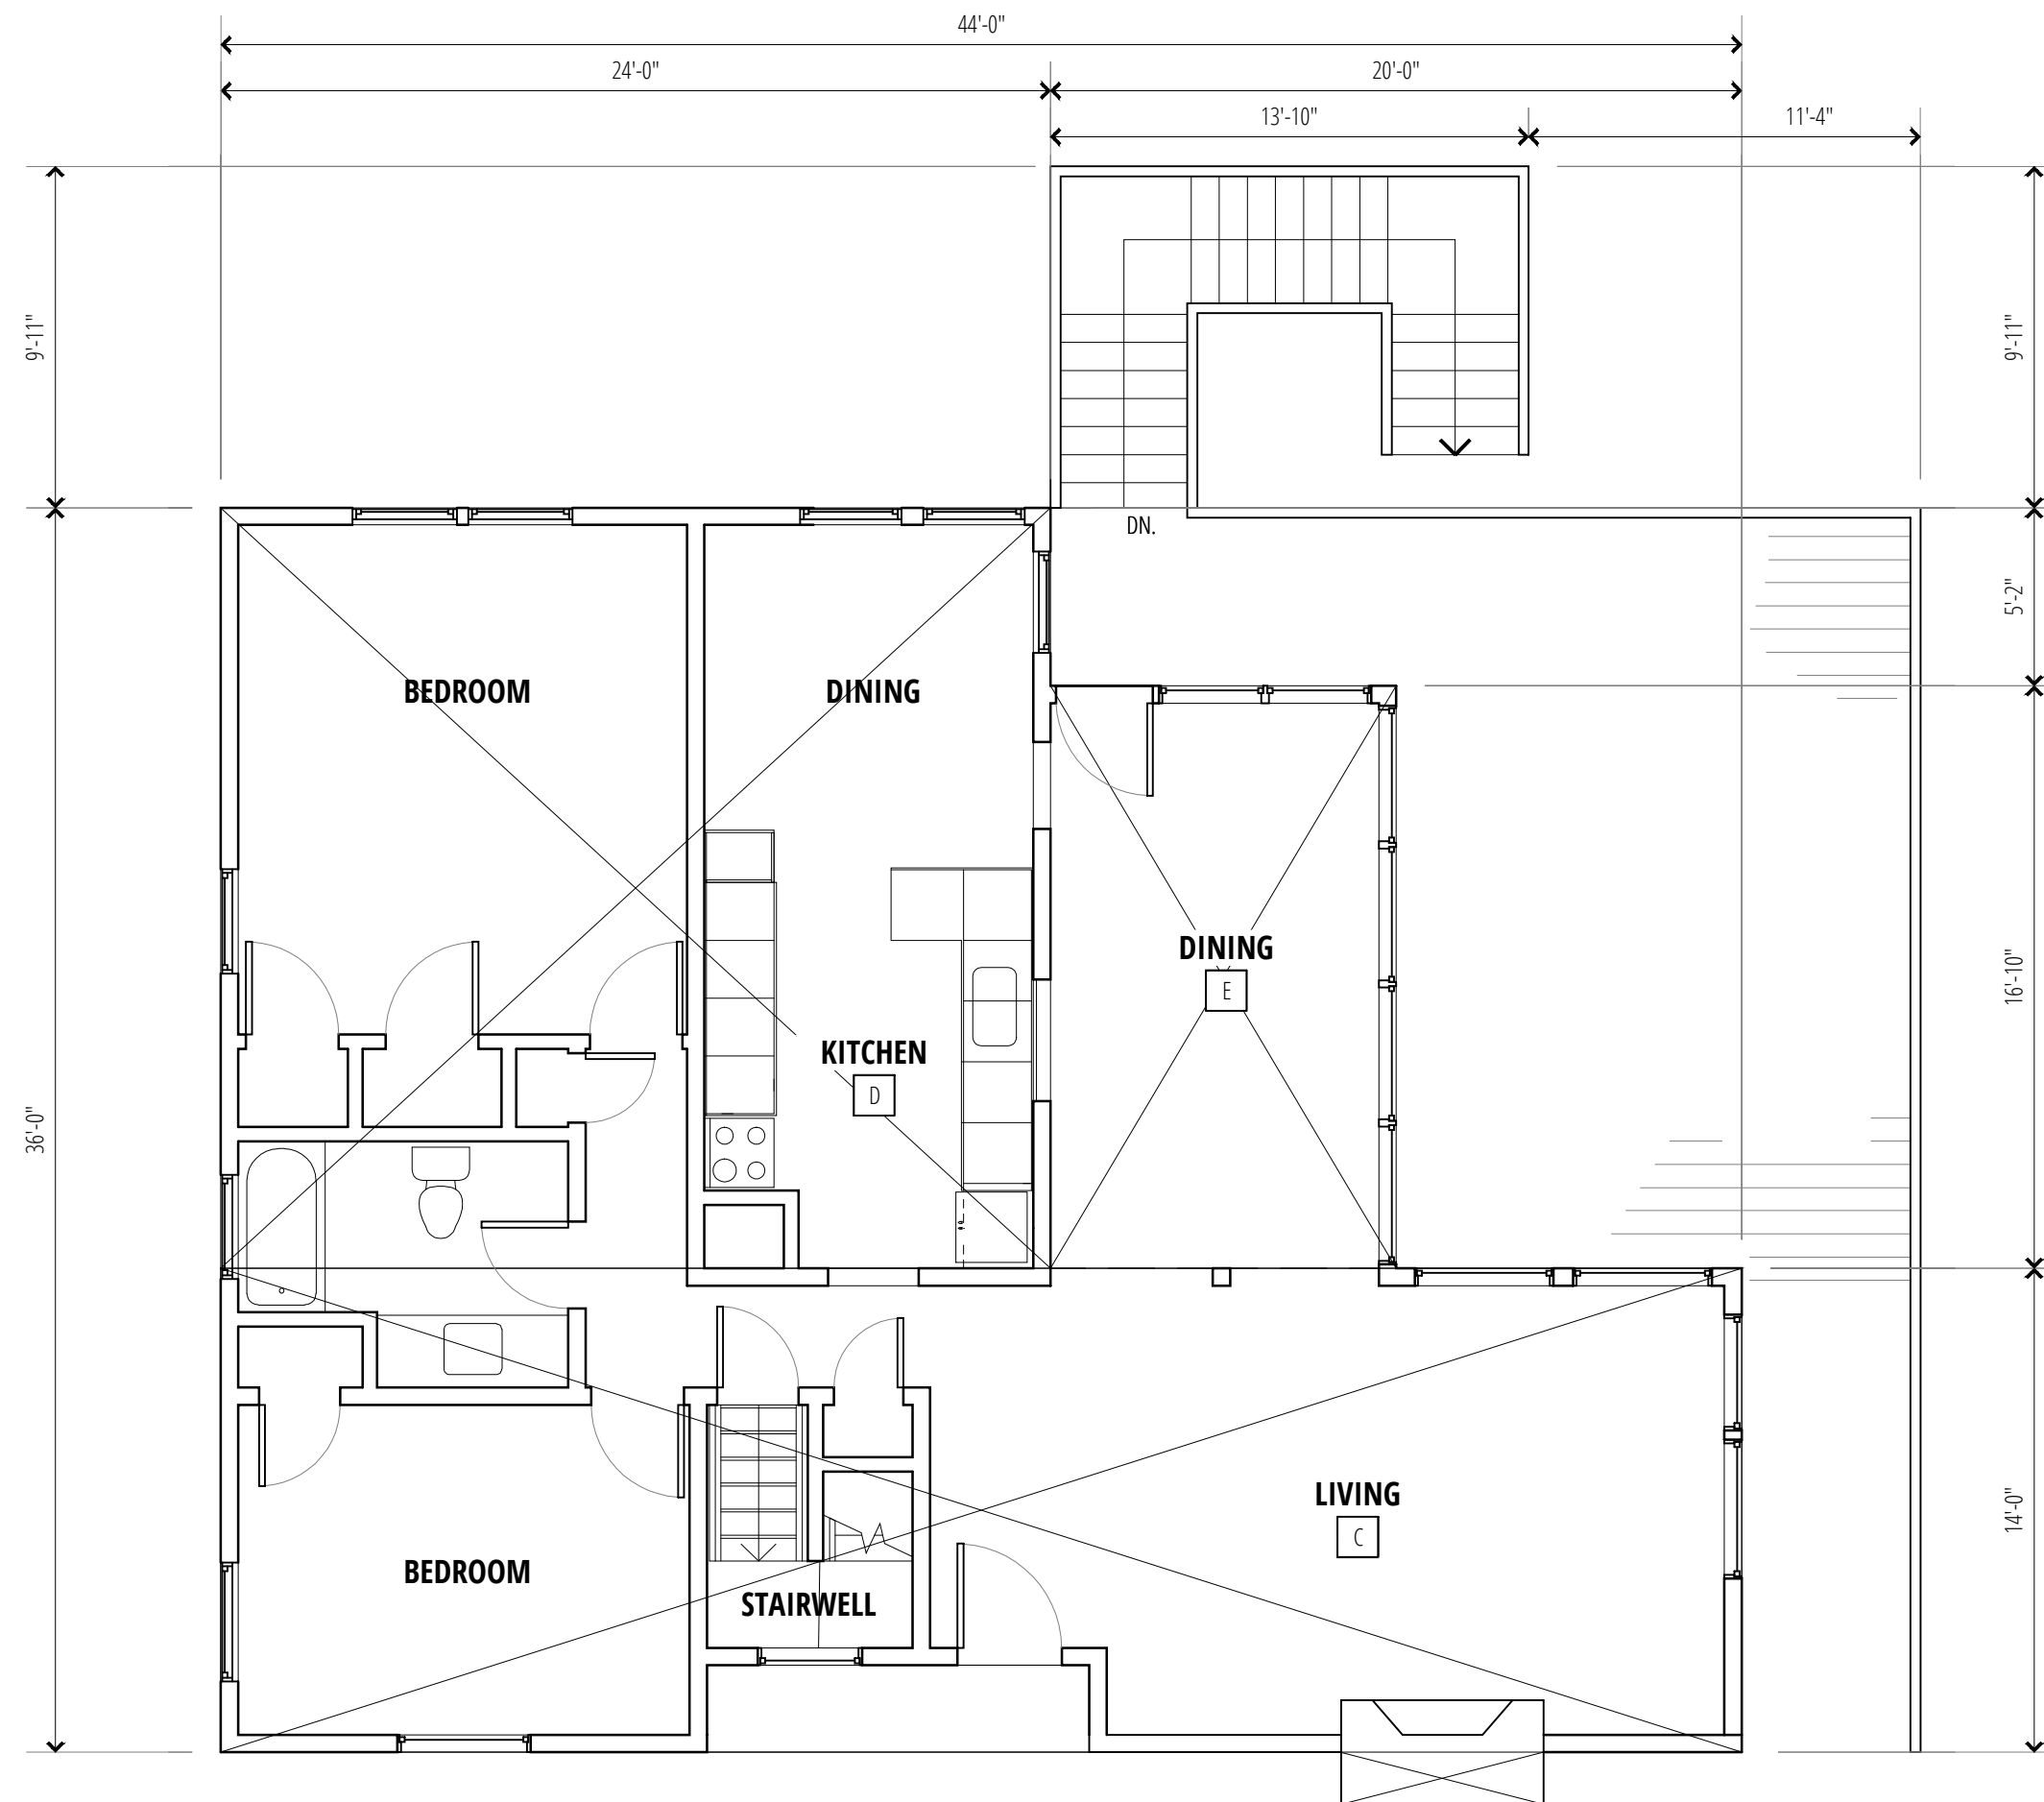 44'-0"
24'-0"
20'-0"
13'-10"
11'-4"
9'-11"
9'-11"
DN.
5'-2"
BEDROOM
DINING
DINING
E
16'-10"
KITCHEN
D
36'-0"
LIVING
C
14'-0"
BEDROOM
STAIRWELL